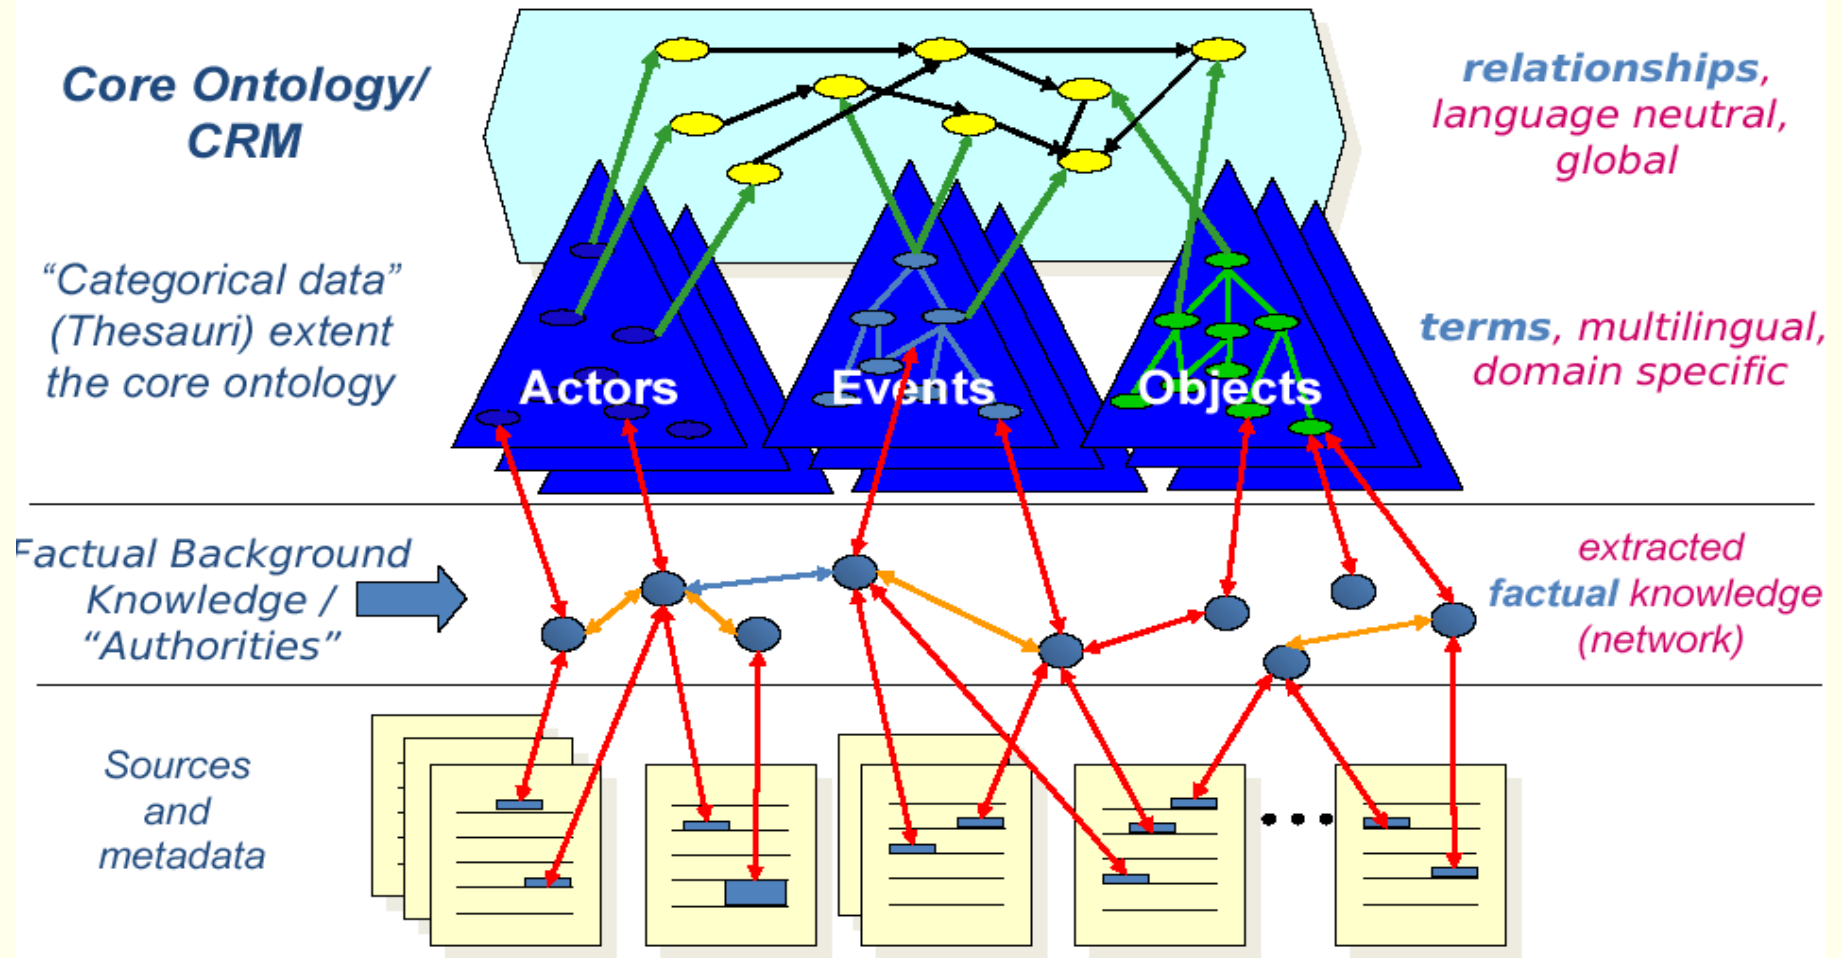 Core Ontology/
CRM
relationships,
language neutral,
global
“Categorical data”
(Thesauri) extent
the core ontology
terms, multilingual,
domain specific
Actors
Events
Objects
Factual Background
Knowledge /
“Authorities”
extracted
factual knowledge
(network)
Sources
and
metadata